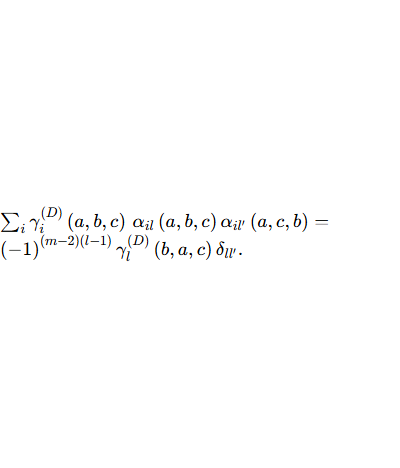 ∑_i γ_i^{(D)} (a, b, c) α_{il} (a, b, c) α_{il′} (a, c, b) =
(−1)^{(m−2)(l−1)} γ_l^{(D)} (b, a, c) δ_{ll′}.